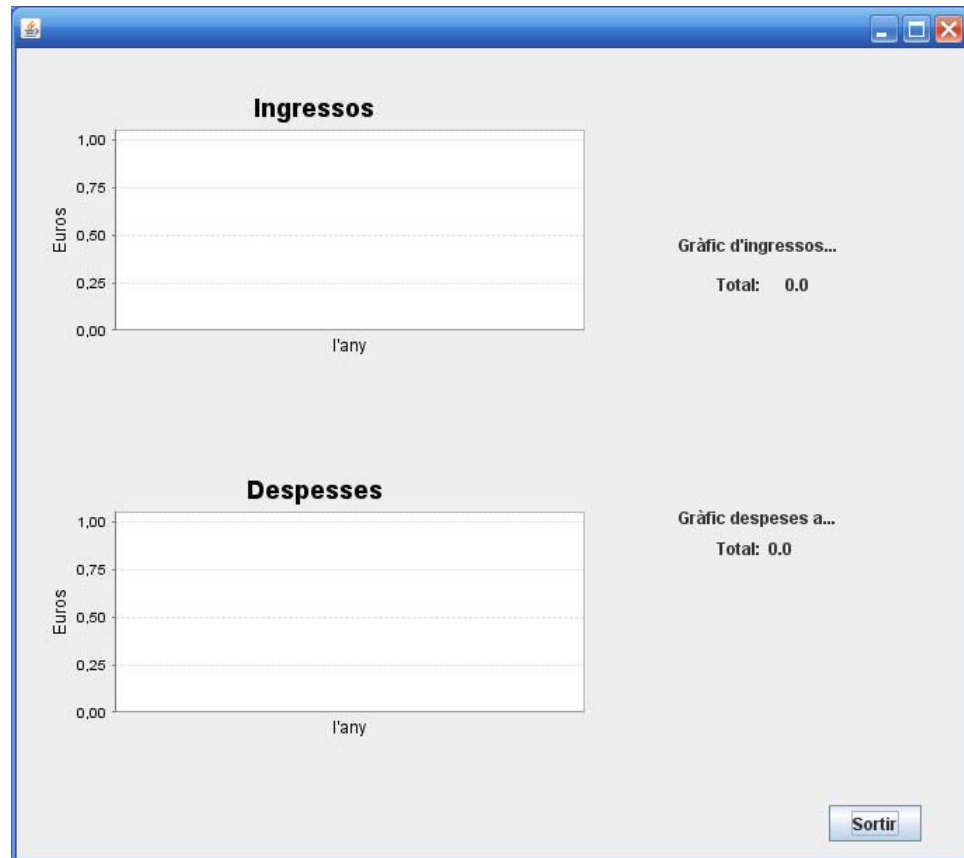 Ingressos
1,00
0,75
0,50
0,25
0,00
Euros
l'any
Gràfic d'ingressos...
Total: 0.0
Despesses
1,00
0,75
0,50
0,25
0,00
Euros
l'any
Gràfic despeses a...
Total: 0.0
Sortir